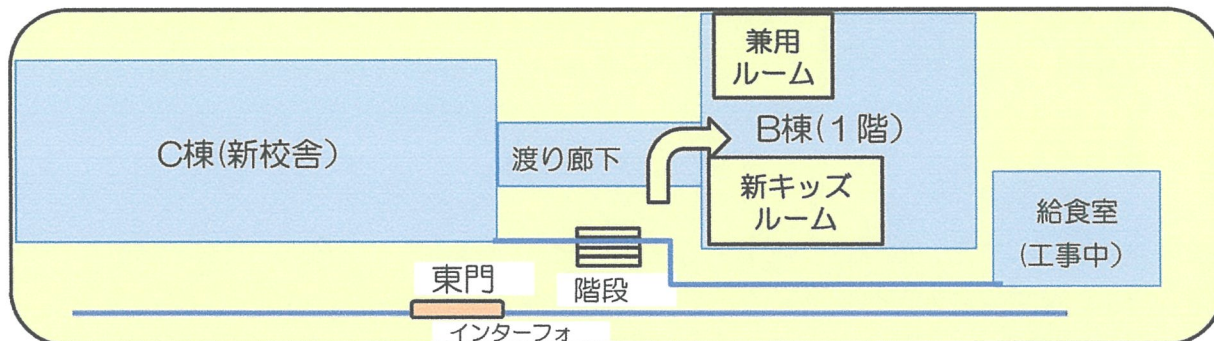 兼用
ルーム
C棟(新校舎)
渡り廊下
B棟(1階)
新キッズ
ルーム
給食室
(工事中)
東門
階段
インターフォ